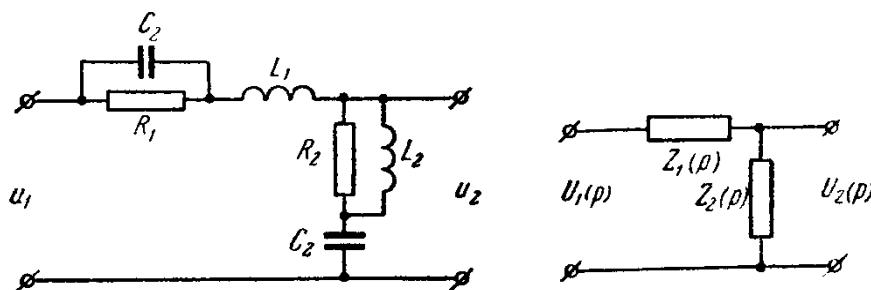 C₂
L₁
R₁
R₂
L₂
u₁
u₂
C₂
Z₁(p)
U₁(p)
Z₂(p)
U₂(p)